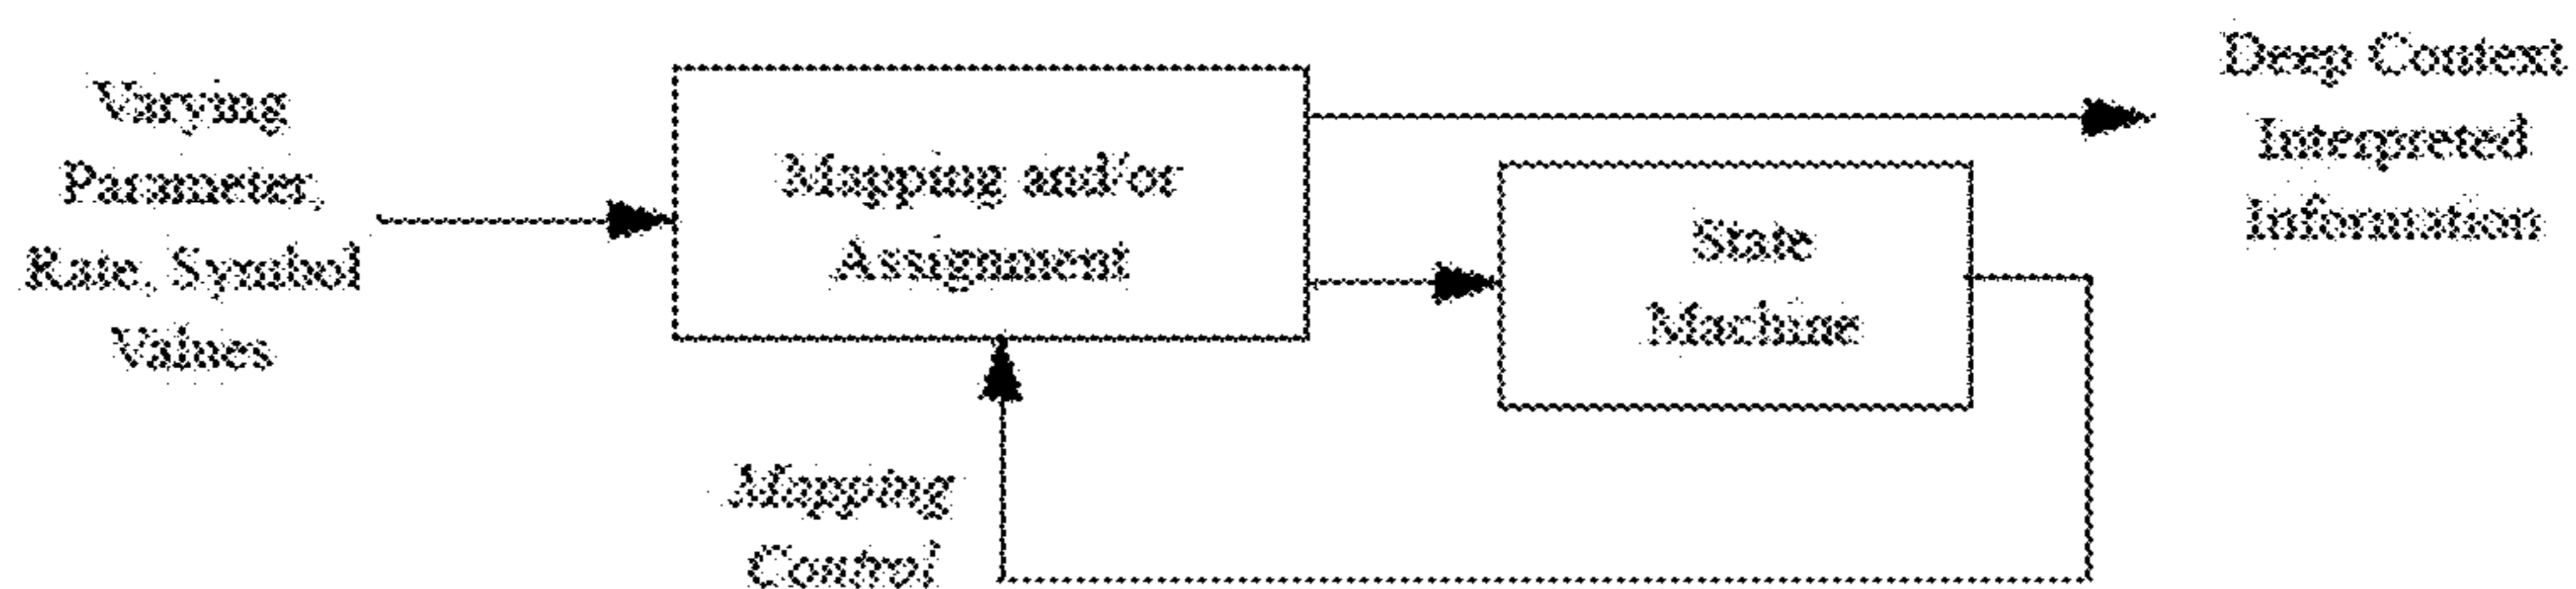 Varying
Parameter,
Rate, Symbol
Values
Mapping and/or
Assignment
State
Machine
Deep Context
Interpreted
Information
Mapping
Control